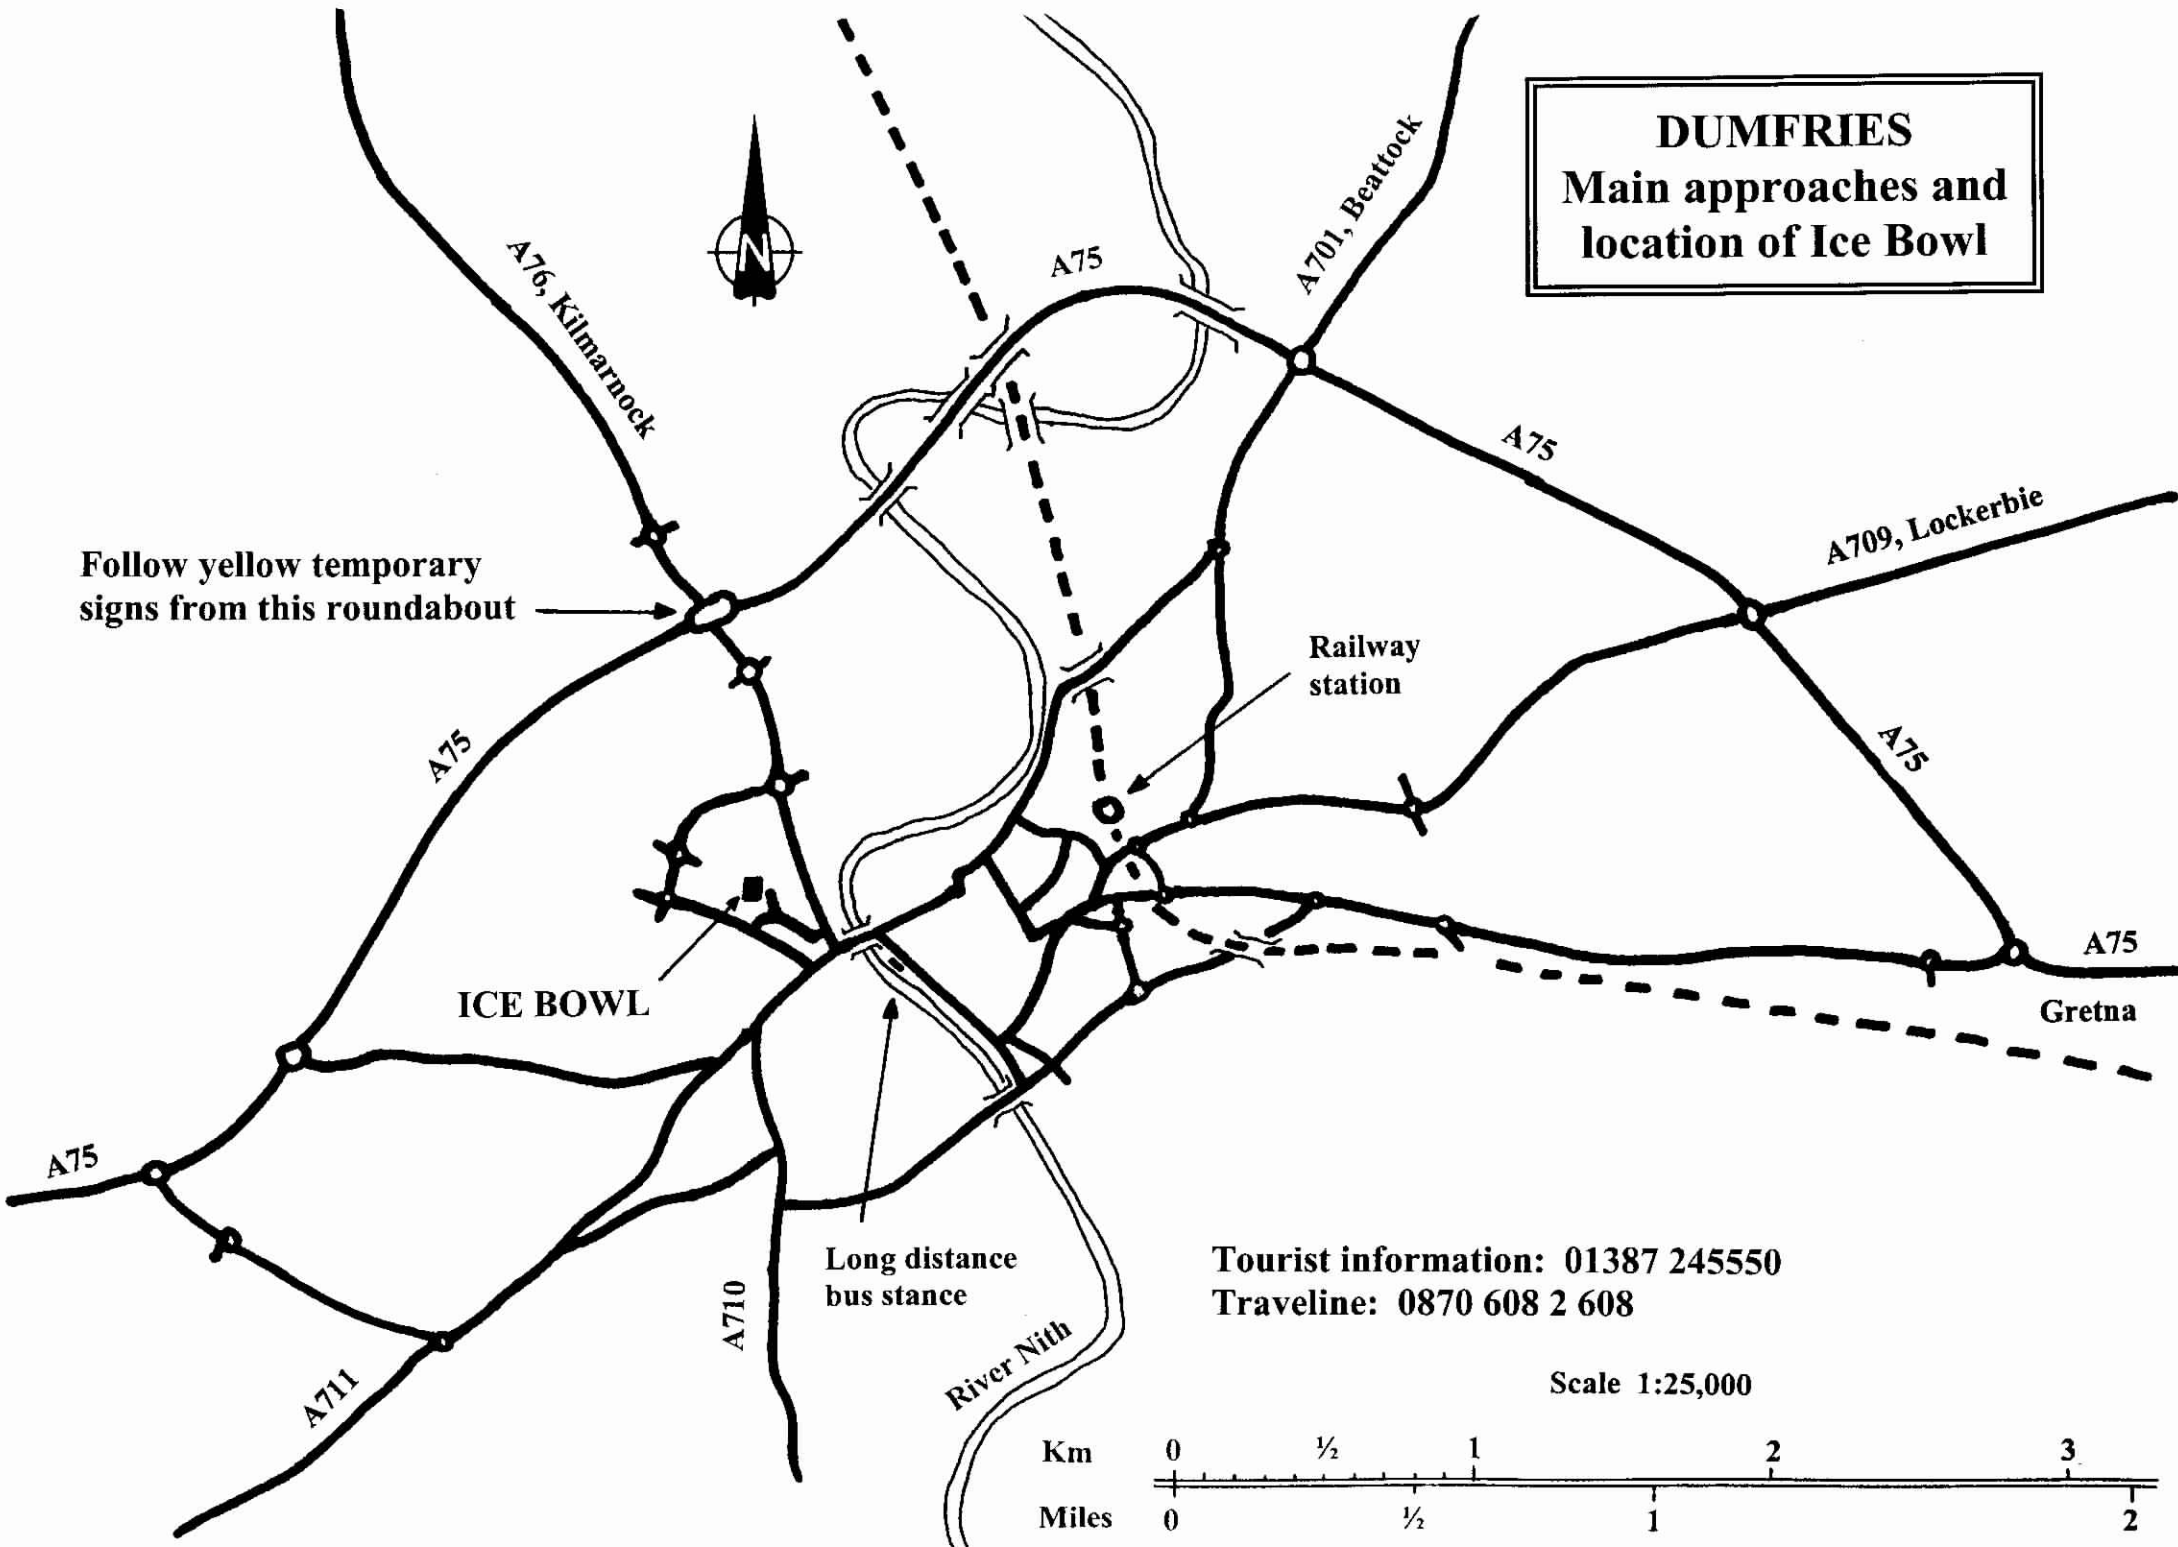 DUMFRIES
Main approaches and
location of Ice Bowl
A76, Kilmarnock
N
A75
A701, Beattock
A75
A709, Lockerbie
Follow yellow temporary
signs from this roundabout
Railway
station
A75
A75
ICE BOWL
A75
Gretna
A75
Long distance
bus stance
A710
A711
River Nith
Tourist information: 01387 245550
Traveline: 0870 608 2 608
Scale 1:25,000
Km 0 ½ 1 2 3
Miles 0 ½ 1 2